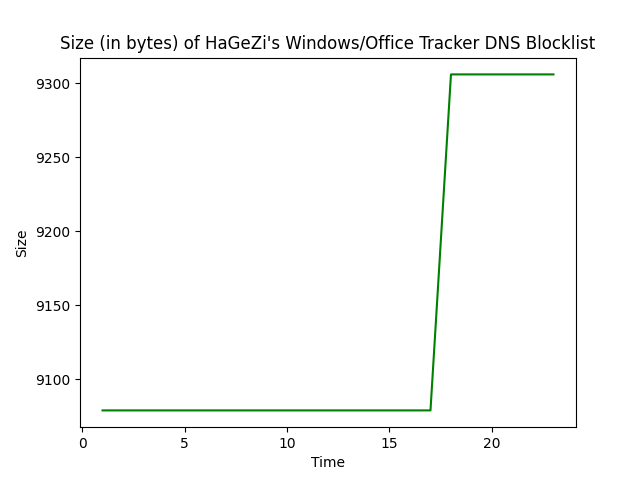 Size (in bytes) of HaGeZi's Windows/Office Tracker DNS Blocklist
9300
9250
9200
9150
9100
Size
0 5 10 15 20
Time